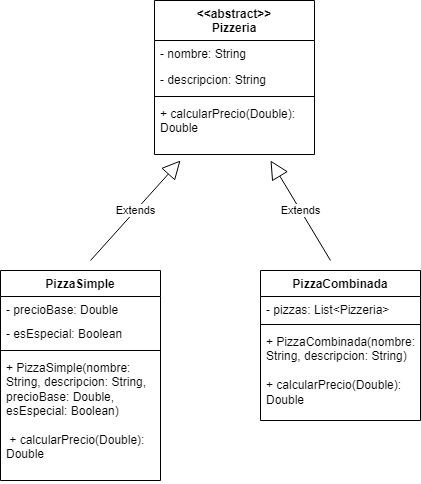 <<abstract>>
Pizzeria
- nombre: String
- descripcion: String
+ calcularPrecio(Double):
Double
Extends
Extends
PizzaSimple
- precioBase: Double
- esEspecial: Boolean
+ PizzaSimple(nombre:
String, descripcion: String,
precioBase: Double,
esEspecial: Boolean)
+ calcularPrecio(Double):
Double
PizzaCombinada
- pizzas: List<Pizzeria>
+ PizzaCombinada(nombre:
String, descripcion: String)
+ calcularPrecio(Double):
Double